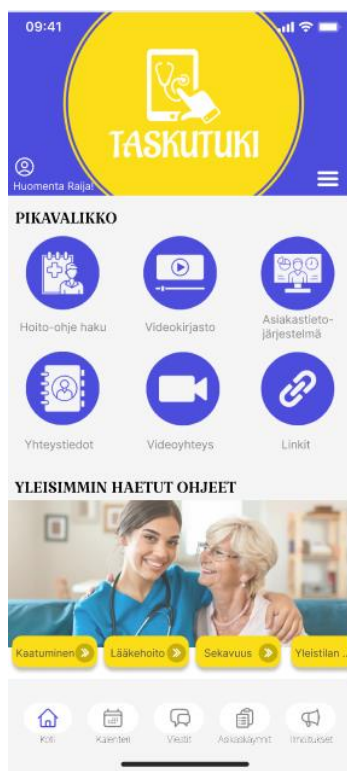 09:41
TASKUTUKI
Huomenta Raija!
PIKAVALIKKO
Hoito-ohje haku
Videokirjasto
Asiakastieto-
järjestelmä
Yhteystiedot
Videoyhteys
Linkit
YLEISIMMIN HAETUT OHJEET
Kaatuminen
Lääkehoito
Sekavuus
Yleistilan ..
Koti
Kalenteri
Viestit
Asiakaskäynnit
Ilmoitukset